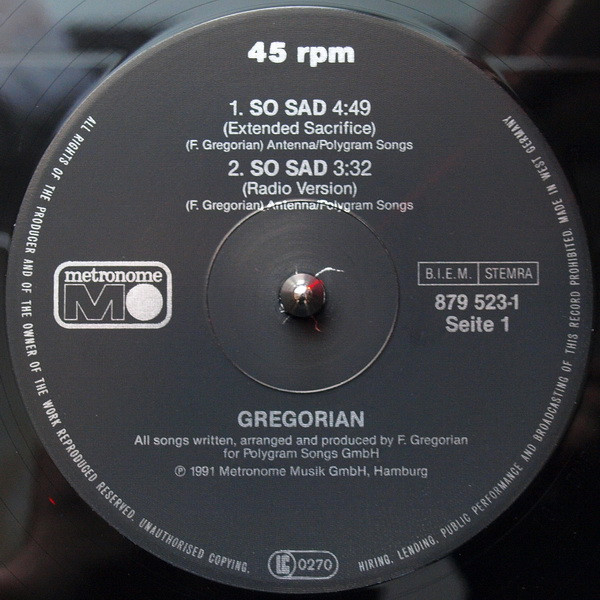 45 rpm
1. SO SAD 4:49
(Extended Sacrifice)
(F. Gregorian) Antenna/Polygram Songs
2. SO SAD 3:32
(Radio Version)
(F. Gregorian) Antenna/Polygram Songs
metronome
MO
B.I.E.M. STEMRA
879 523-1
Seite 1
GREGORIAN
All songs written, arranged and produced by F. Gregorian
for Polygram Songs GmbH
℗ 1991 Metronome Musik GmbH, Hamburg
LC 0270
ALL RIGHTS OF THE PRODUCER AND OF THE OWNER OF THE WORK REPRODUCED RESERVED. UNAUTHORISED COPYING, HIRING, LENDING, PUBLIC PERFORMANCE AND BROADCASTING OF THIS RECORD PROHIBITED. MADE IN WEST GERMANY